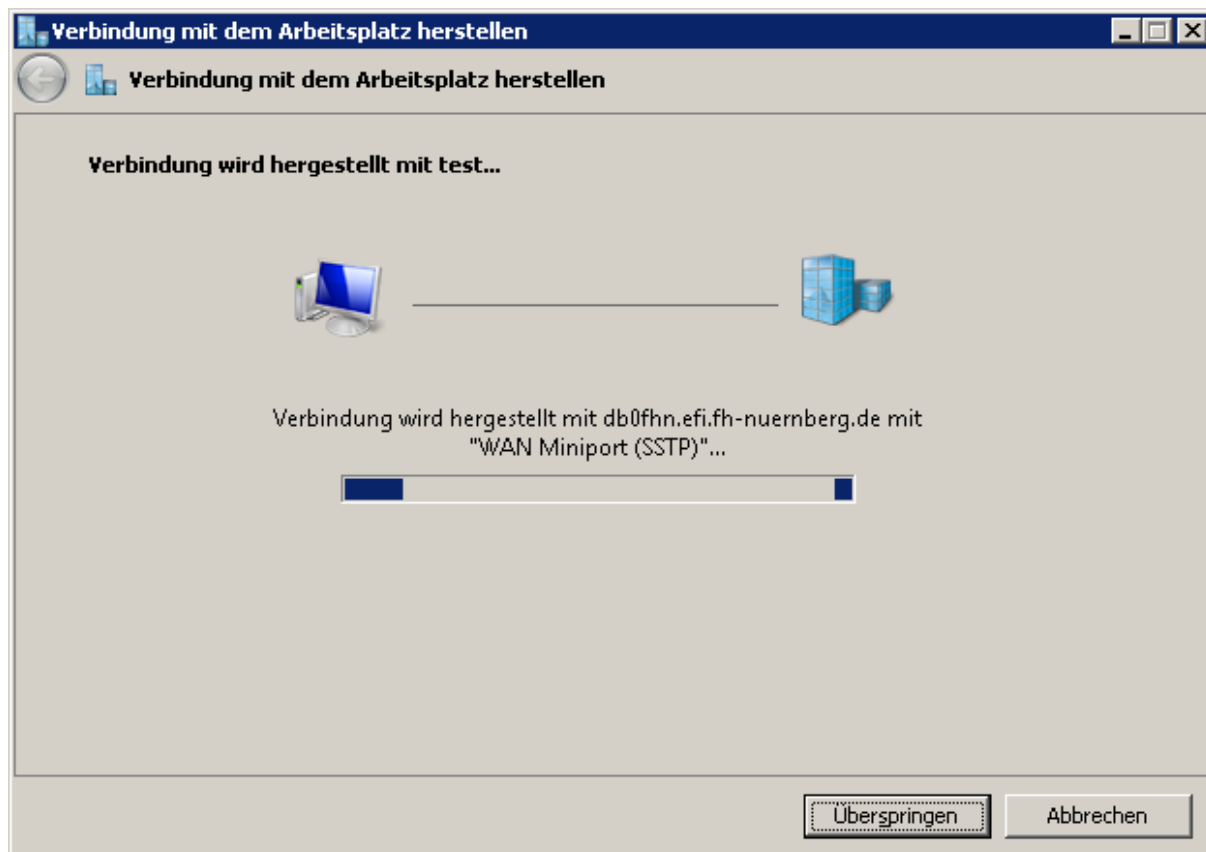 Verbindung mit dem Arbeitsplatz herstellen
Verbindung mit dem Arbeitsplatz herstellen
Verbindung wird hergestellt mit test...
Verbindung wird hergestellt mit db0fhn.efi.fh-nuernberg.de mit
"WAN Miniport (SSTP)"...
Überspringen
Abbrechen